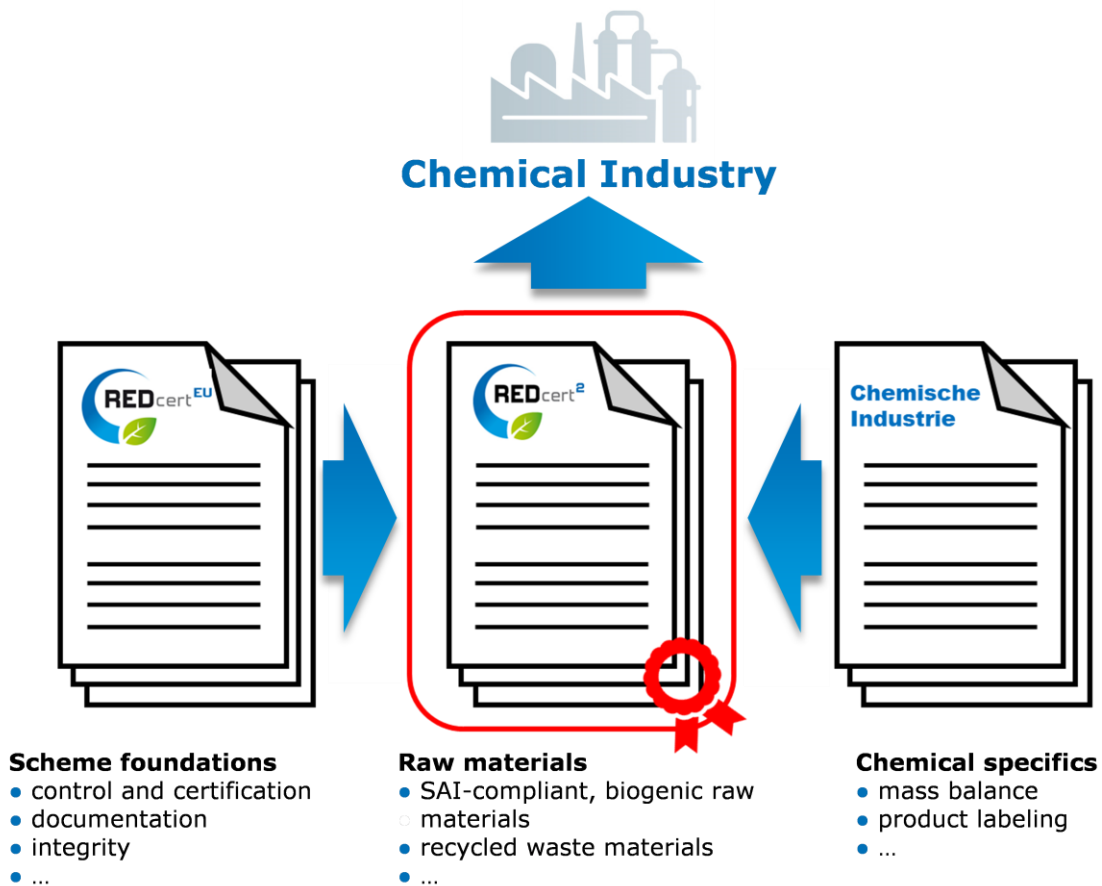 Chemical Industry
REDcert EU
REDcert²
Chemische
Industrie
Scheme foundations
● control and certification
● documentation
● integrity
● ...
Raw materials
● SAI-compliant, biogenic raw
○ materials
● recycled waste materials
● ...
Chemical specifics
● mass balance
● product labeling
● ...